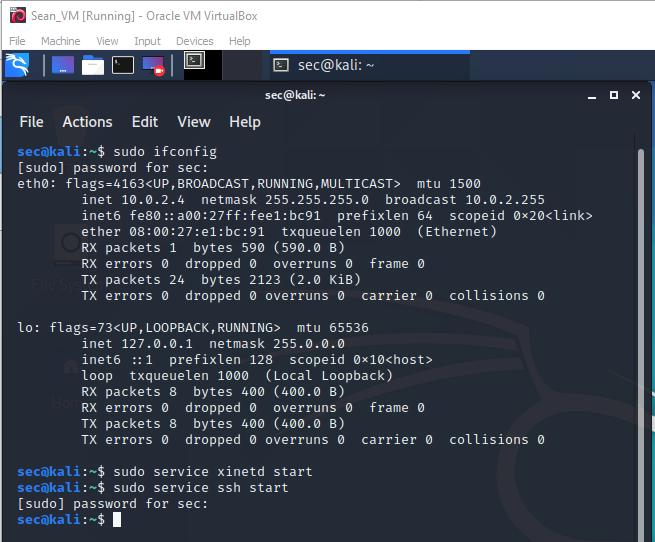 Sean_VM [Running] - Oracle VM VirtualBox
File Machine View Input Devices Help
sec@kali: ~
sec@kali:~
File Actions Edit View Help
sec@kali:~$ sudo ifconfig
[sudo] password for sec:
eth0: flags=4163<UP,BROADCAST,RUNNING,MULTICAST> mtu 1500
inet 10.0.2.4 netmask 255.255.255.0 broadcast 10.0.2.255
inet6 fe80::a00:27ff:fee1:bc91 prefixlen 64 scopeid 0×20<link>
ether 08:00:27:e1:bc:91 txqueuelen 1000 (Ethernet)
RX packets 1 bytes 590 (590.0 B)
RX errors 0 dropped 0 overruns 0 frame 0
TX packets 24 bytes 2123 (2.0 KiB)
TX errors 0 dropped 0 overruns 0 carrier 0 collisions 0
lo: flags=73<UP,LOOPBACK,RUNNING> mtu 65536
inet 127.0.0.1 netmask 255.0.0.0
inet6 ::1 prefixlen 128 scopeid 0×10<host>
loop txqueuelen 1000 (Local Loopback)
RX packets 8 bytes 400 (400.0 B)
RX errors 0 dropped 0 overruns 0 frame 0
TX packets 8 bytes 400 (400.0 B)
TX errors 0 dropped 0 overruns 0 carrier 0 collisions 0
sec@kali:~$ sudo service xinetd start
sec@kali:~$ sudo service ssh start
[sudo] password for sec:
sec@kali:~$